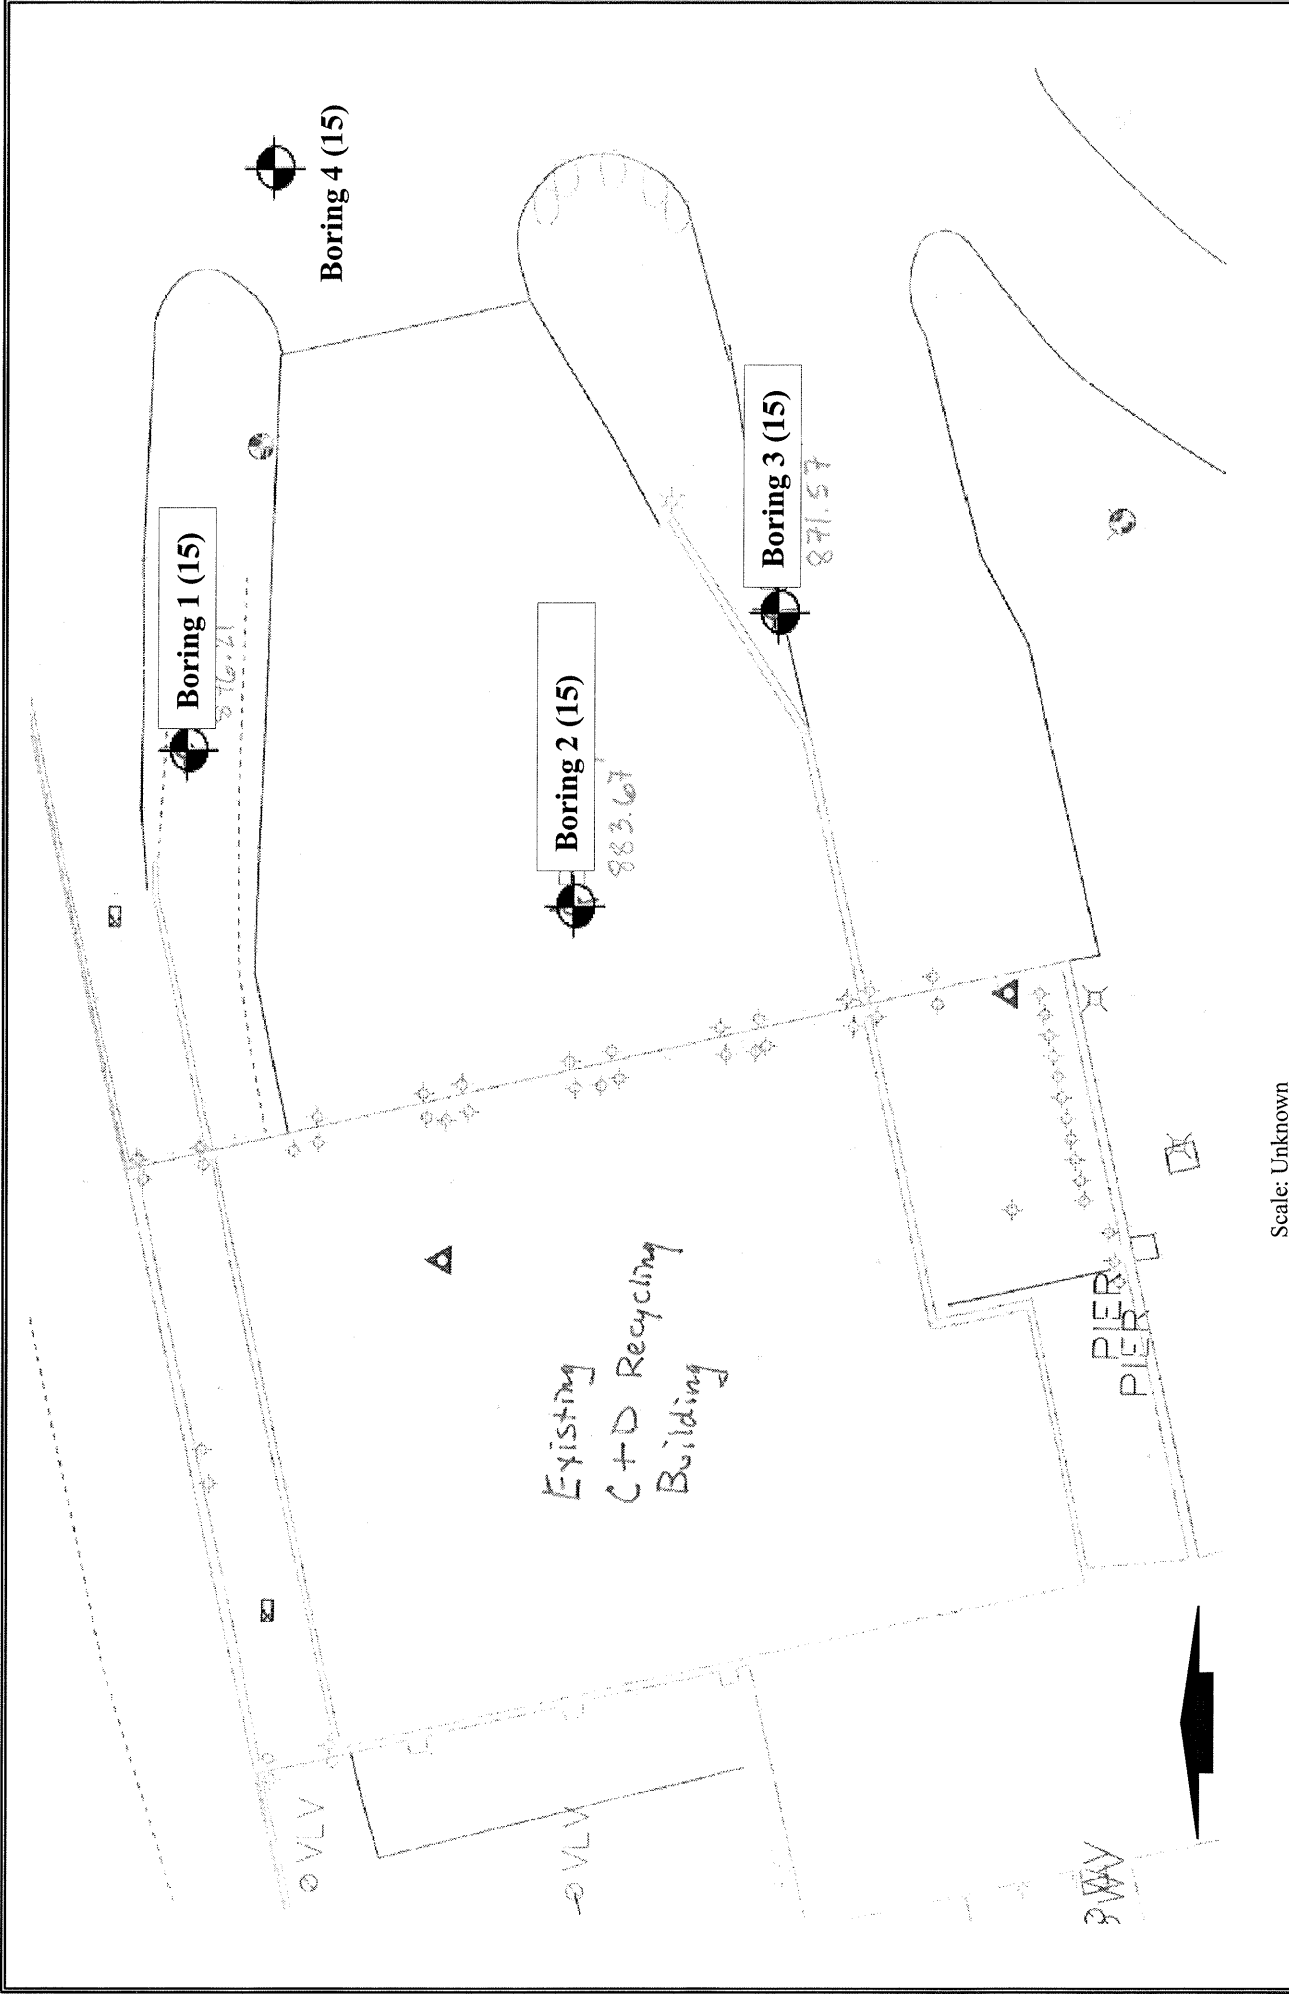 Boring 4 (15)
Boring 1 (15)
876.21
Boring 2 (15)
883.67
Boring 3 (15)
871.57
Existing
C+D Recycling
Building
VLV
VLV
PIER
PIER
Scale: Unknown